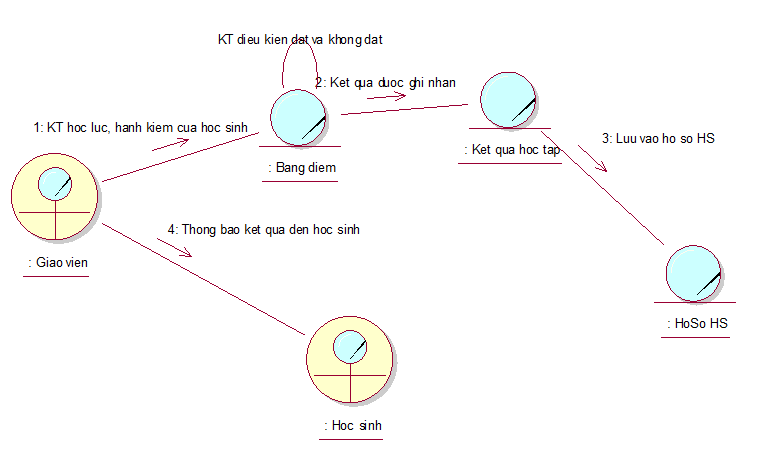 KT dieu kien dat va khong dat
2: Ket qua duoc ghi nhan
1: KT hoc luc, hanh kiem cua hoc sinh
3: Luu vao ho so HS
: Ket qua hoc tap
: Bang diem
4: Thong bao ket qua den hoc sinh
: Giao vien
: HoSo HS
: Hoc sinh